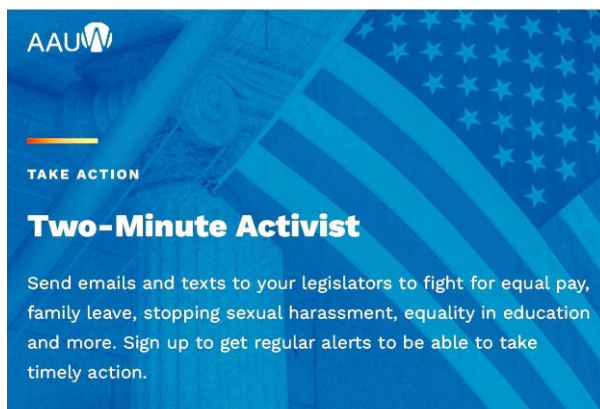 AAUW
TAKE ACTION
Two-Minute Activist
Send emails and texts to your legislators to fight for equal pay,
family leave, stopping sexual harassment, equality in education
and more. Sign up to get regular alerts to be able to take
timely action.